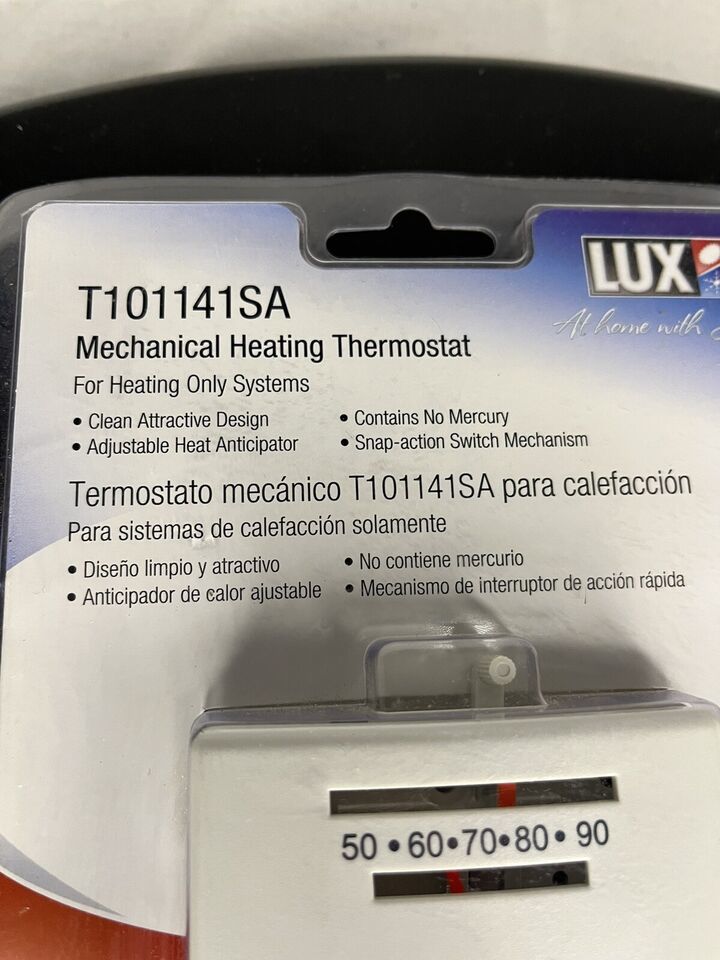 LUX
At home with
T101141SA
Mechanical Heating Thermostat
For Heating Only Systems
• Clean Attractive Design
• Contains No Mercury
• Adjustable Heat Anticipator
• Snap-action Switch Mechanism
Termostato mecánico T101141SA para calefacción
Para sistemas de calefacción solamente
• Diseño limpio y atractivo
• No contiene mercurio
• Anticipador de calor ajustable
• Mecanismo de interruptor de acción rápida
50 • 60 • 70 • 80 • 90